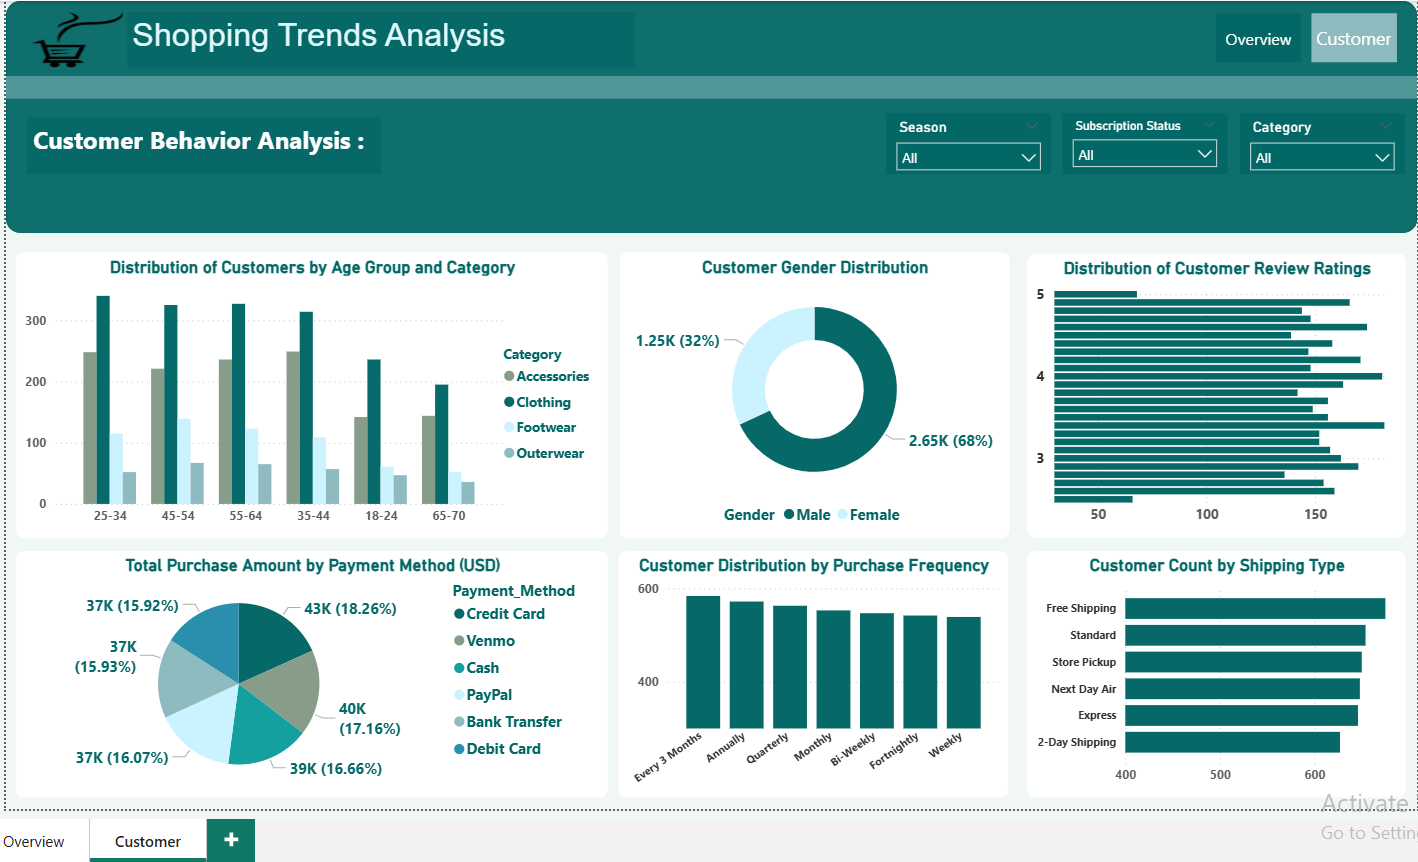 Shopping Trends Analysis
Overview
Customer
Customer Behavior Analysis :
Season
All
Subscription Status
All
Category
All
Distribution of Customers by Age Group and Category
300
200
100
0
25-34
45-54
55-64
35-44
18-24
65-70
Category
Accessories
Clothing
Footwear
Outerwear
Customer Gender Distribution
1.25K (32%)
2.65K (68%)
Gender
Male
Female
Distribution of Customer Review Ratings
5
4
3
50
100
150
Total Purchase Amount by Payment Method (USD)
37K (15.92%)
43K (18.26%)
37K
(15.93%)
40K
(17.16%)
37K (16.07%)
39K (16.66%)
Payment_Method
Credit Card
Venmo
Cash
PayPal
Bank Transfer
Debit Card
Customer Distribution by Purchase Frequency
600
400
Every 3 Months
Annually
Quarterly
Monthly
Bi-Weekly
Fortnightly
Weekly
Customer Count by Shipping Type
Free Shipping
Standard
Store Pickup
Next Day Air
Express
2-Day Shipping
400
500
600
Activate
Go to Settin
Overview
Customer
+